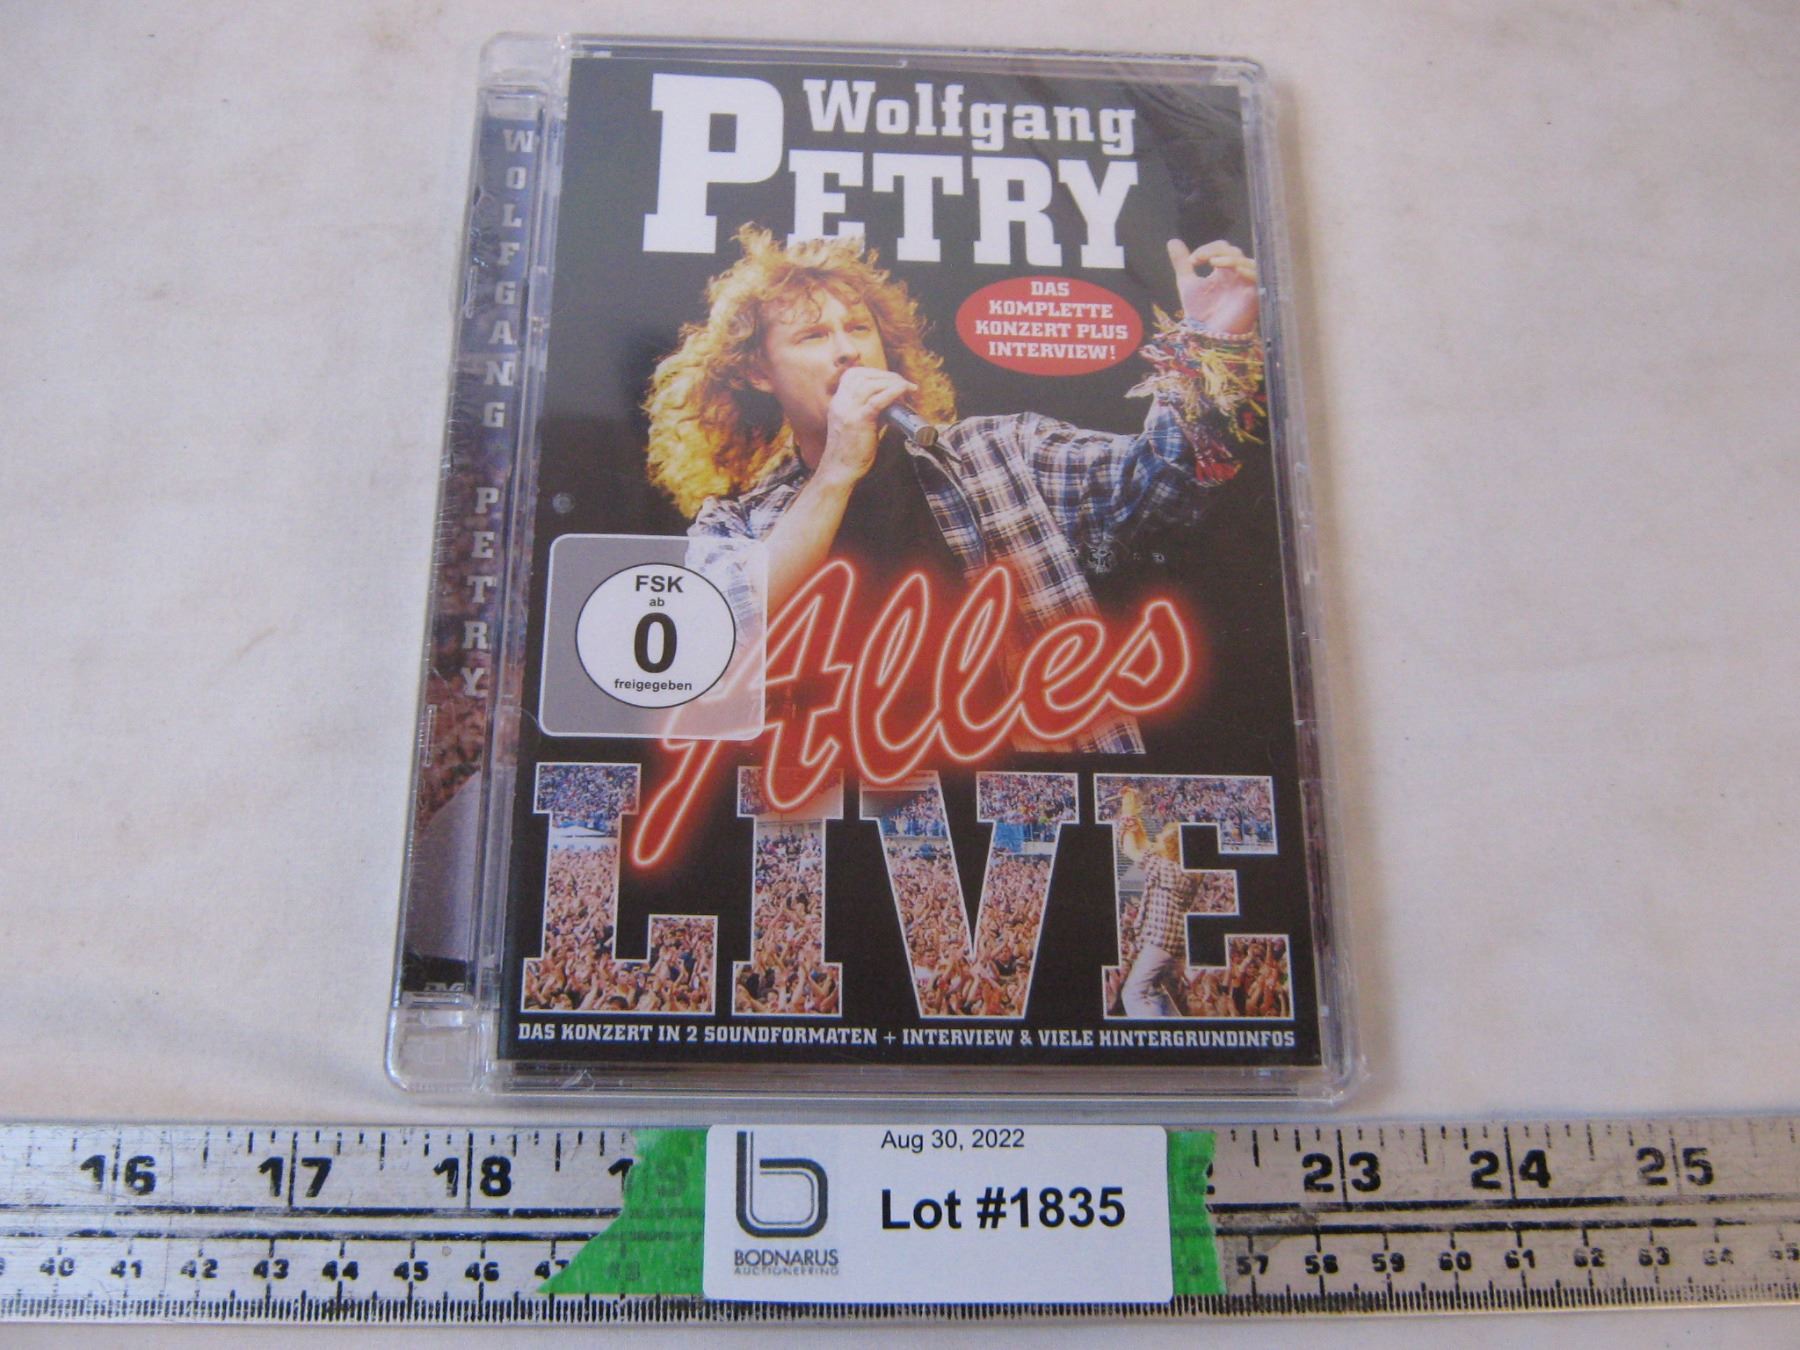 Wolfgang
PETRY
WOLFGANG PETRY
DAS
KOMPLETTE
KONZERT PLUS
INTERVIEW!
FSK
ab
0
freigegeben
Alles
LIVE
DAS KONZERT IN 2 SOUNDFORMATEN + INTERVIEW & VIELE HINTERGRUNDINFOS
Aug 30, 2022
Lot #1835
BODNARUS
AUCTIONEERING
16 17 18 19 23 24 25
40 41 42 43 44 45 46 47 48 57 58 59 60 61 62 63 64